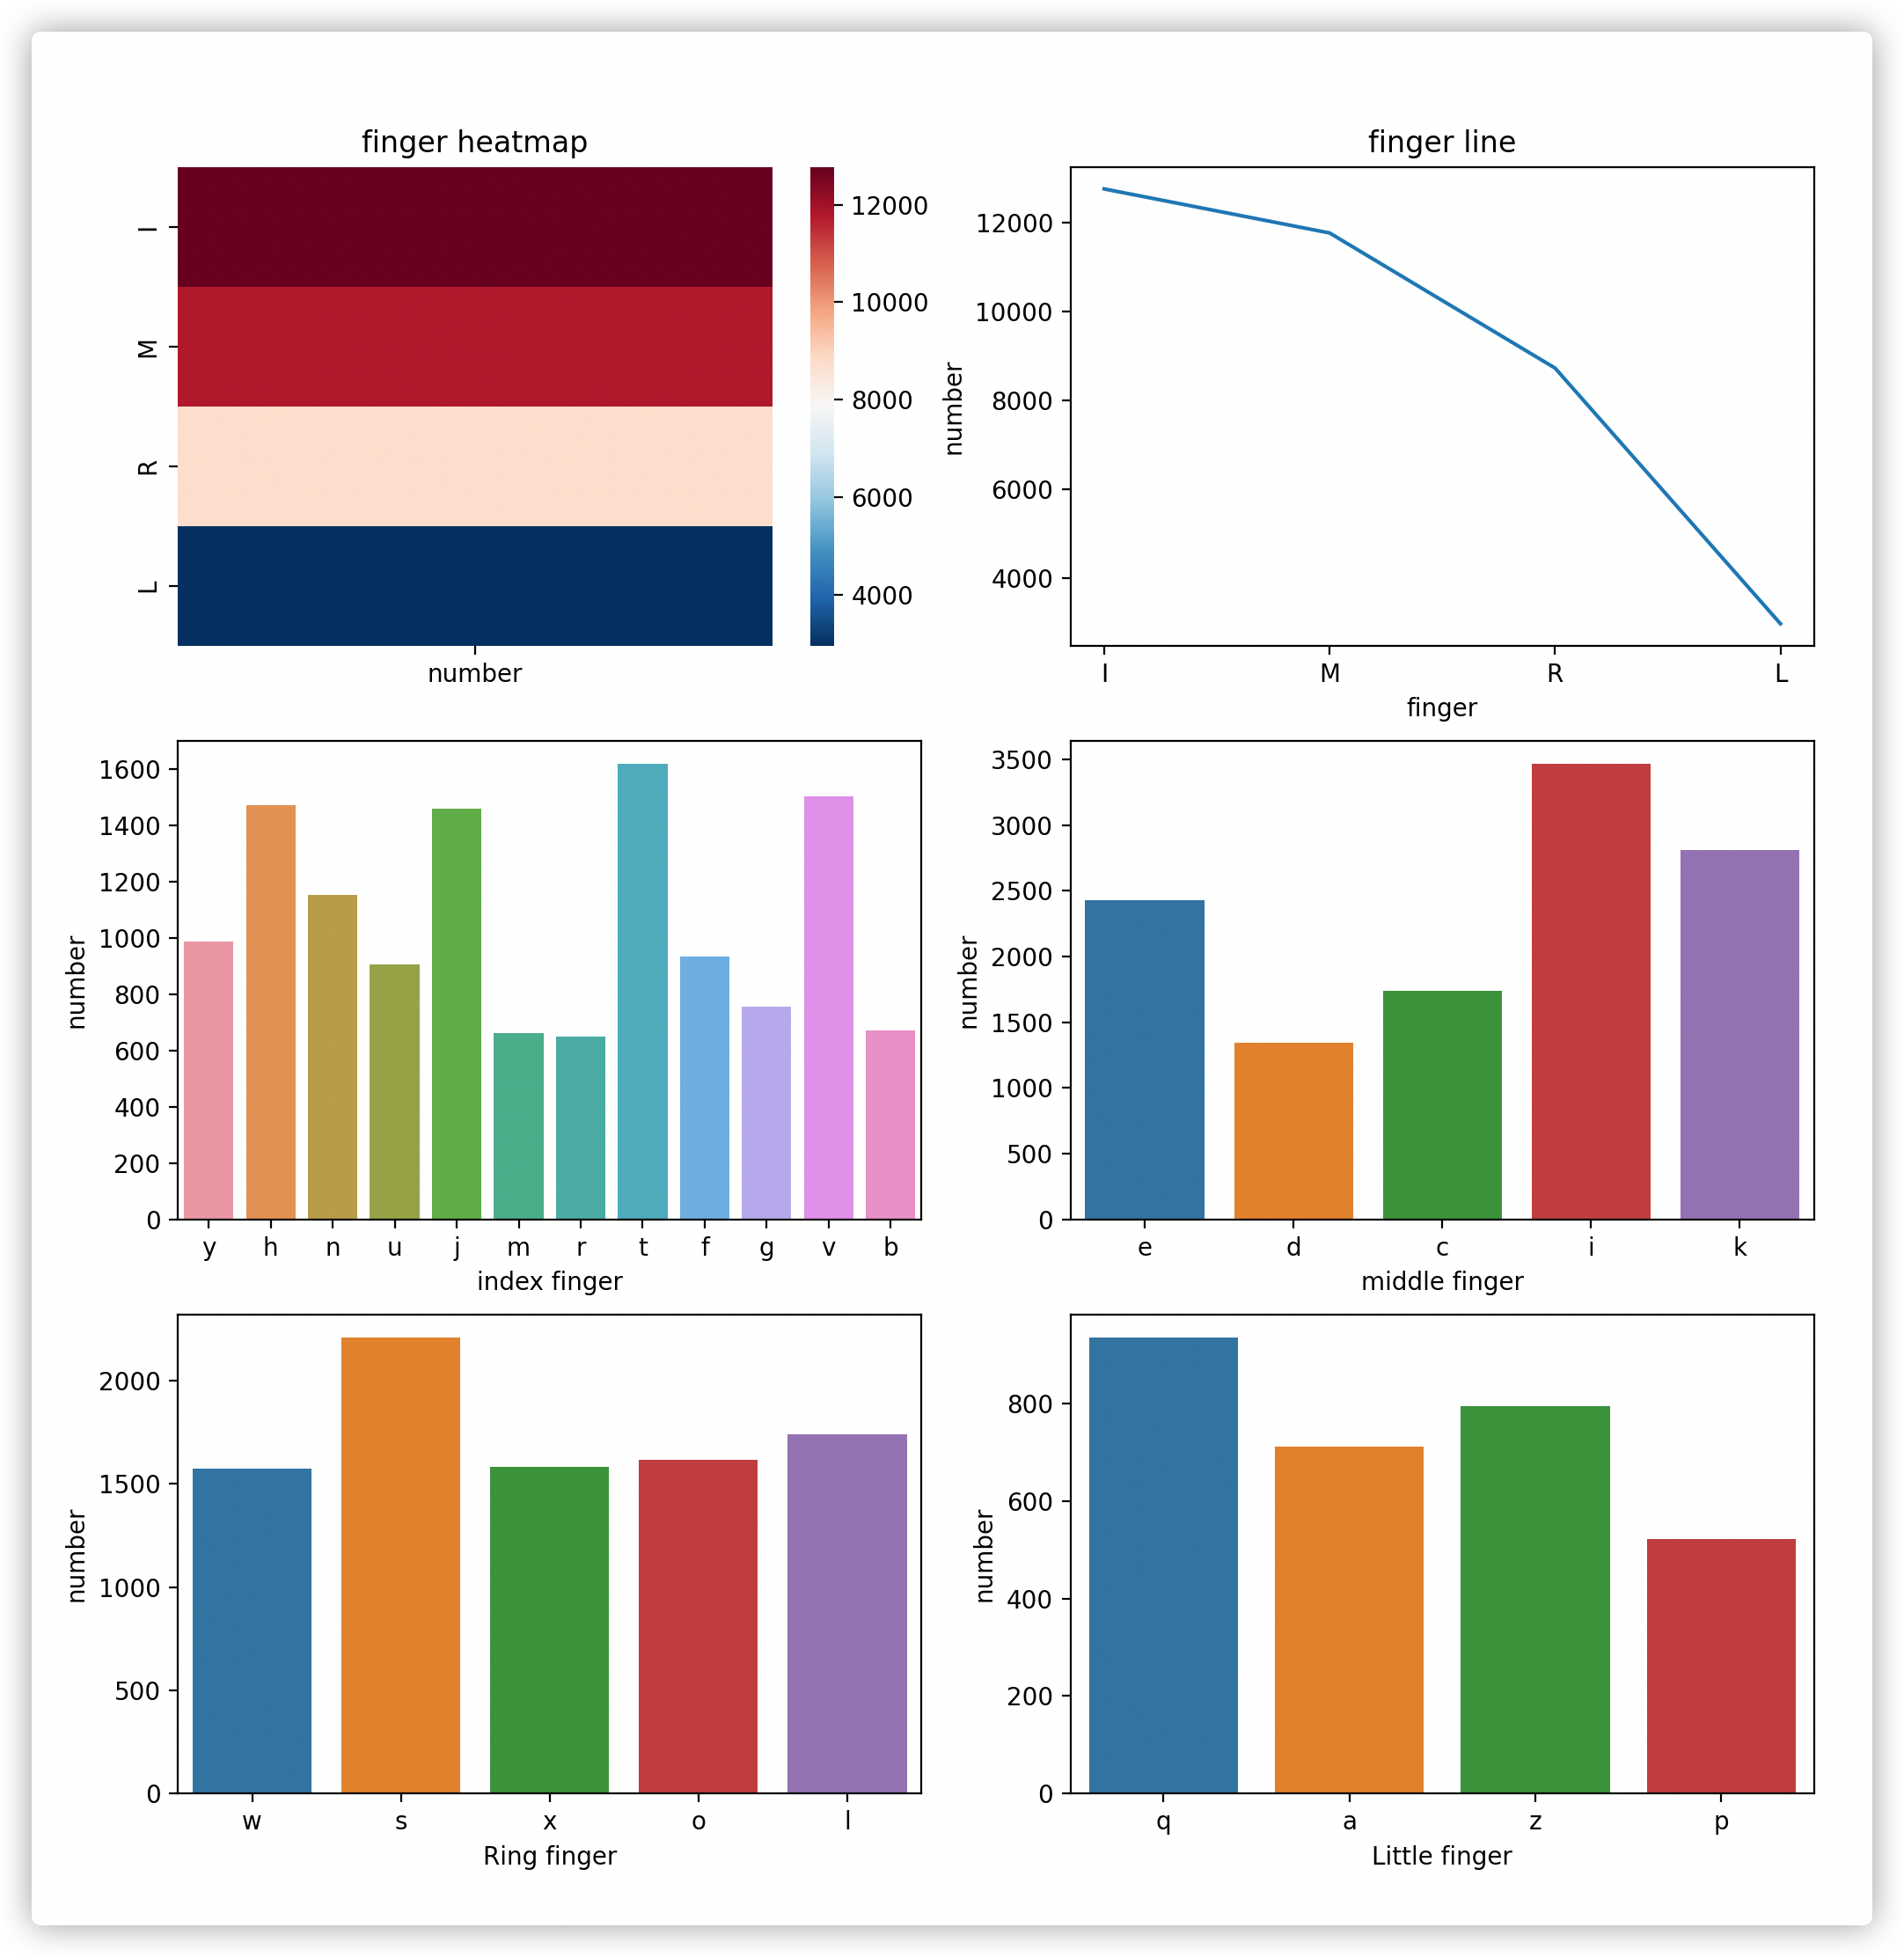 finger heatmap
I
M
R
L
number
12000
10000
8000
6000
4000
finger line
number
12000
10000
8000
6000
4000
I M R L
finger
number
1600
1400
1200
1000
800
600
400
200
0
y h n u j m r t f g v b
index finger
number
3500
3000
2500
2000
1500
1000
500
0
e d c i k
middle finger
number
2000
1500
1000
500
0
w s x o l
Ring finger
number
800
600
400
200
0
q a z p
Little finger